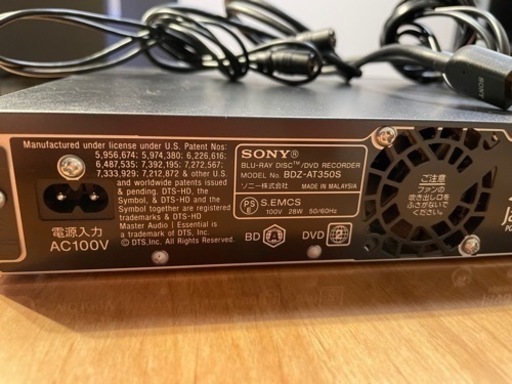 Manufactured under license under U.S. Patent Nos:
5,956,674; 5,974,380; 6,226,616;
6,487,535; 7,392,195; 7,272,567;
7,333,929; 7,212,872 & other U.S.
and worldwide patents issued
& pending. DTS-HD, the
Symbol, & DTS-HD and the
Symbol together are registered
trademarks & DTS-HD
Master Audio | Essential is
a trademark of DTS, Inc.
© DTS,Inc. All Rights Reserved.
電源入力
AC100V
SONY®
BLU-RAY DISC™/DVD RECORDER
MODEL No. BDZ-AT350S
ソニー株式会社 MADE IN MALAYSIA
PS E S.EMCS
100V 28W 50/60Hz
BD A
DVD 2
ご注意
ファンの
吹き出し口を
ふさがないで
ください。
SONY